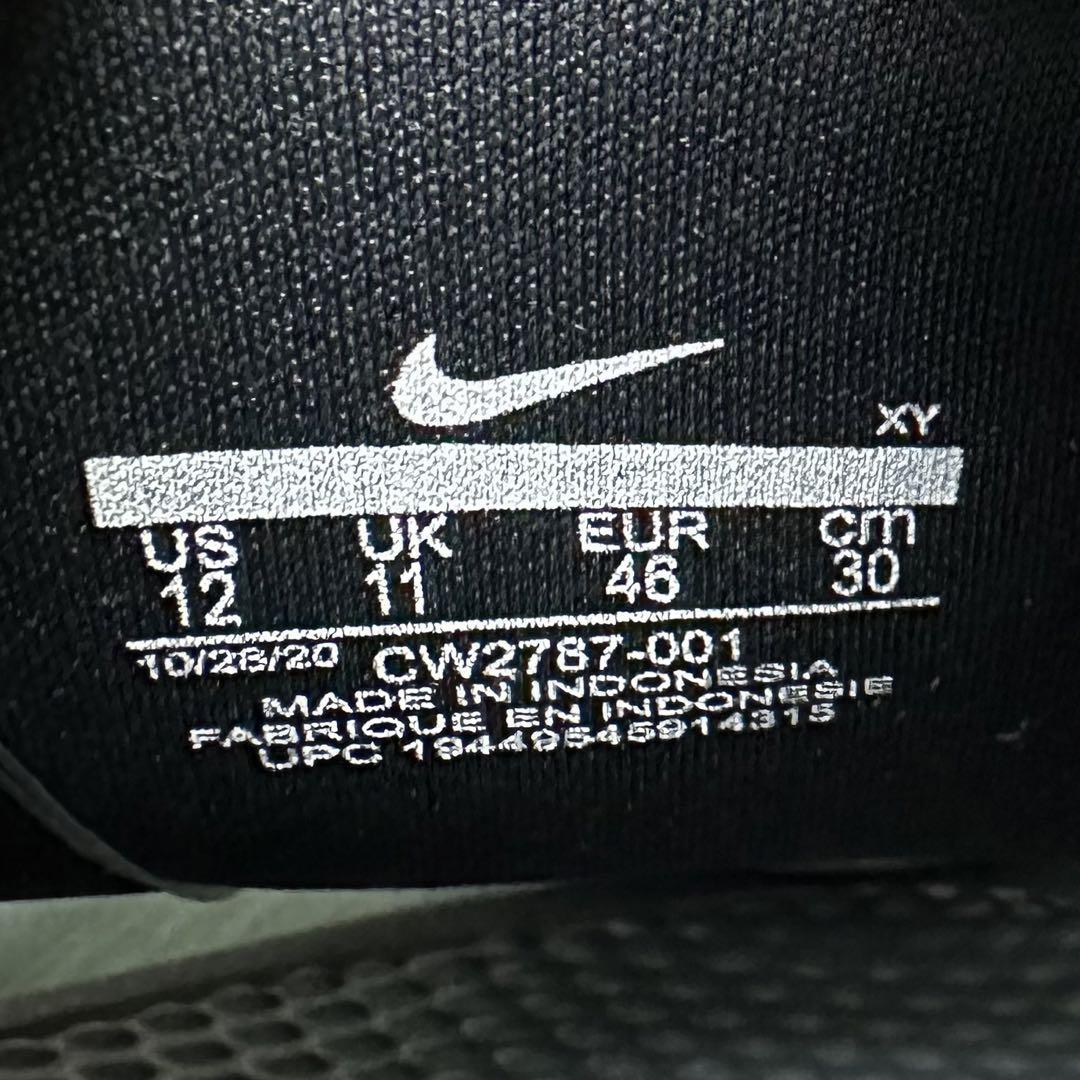 XY
US UK EUR cm
12 11 46 30
10/28/20 CW2787-001
MADE IN INDONESIA
FABRIQUE EN INDONESIE
UPC